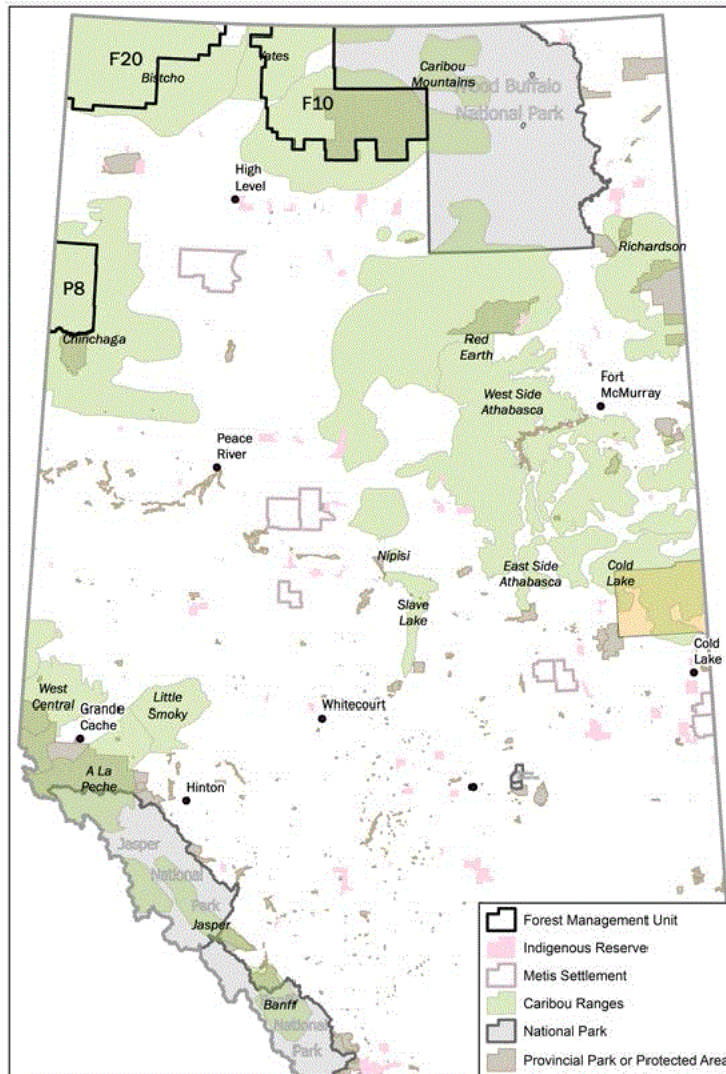 F20
Bistcho
Yates
F10
Caribou
Mountains
Wood Buffalo
National Park
High
Level
Richardson
P8
Chinchaga
Red
Earth
West Side
Athabasca
Fort
McMurray
Peace
River
Nipisi
East Side
Athabasca
Cold
Lake
Slave
Lake
Cold
Lake
West
Central
Little
Smoky
Grande
Cache
Whitecourt
A La
Peche
Hinton
Jasper
National
Park
Jasper
Banff
National
Park
Forest Management Unit
Indigenous Reserve
Metis Settlement
Caribou Ranges
National Park
Provincial Park or Protected Area